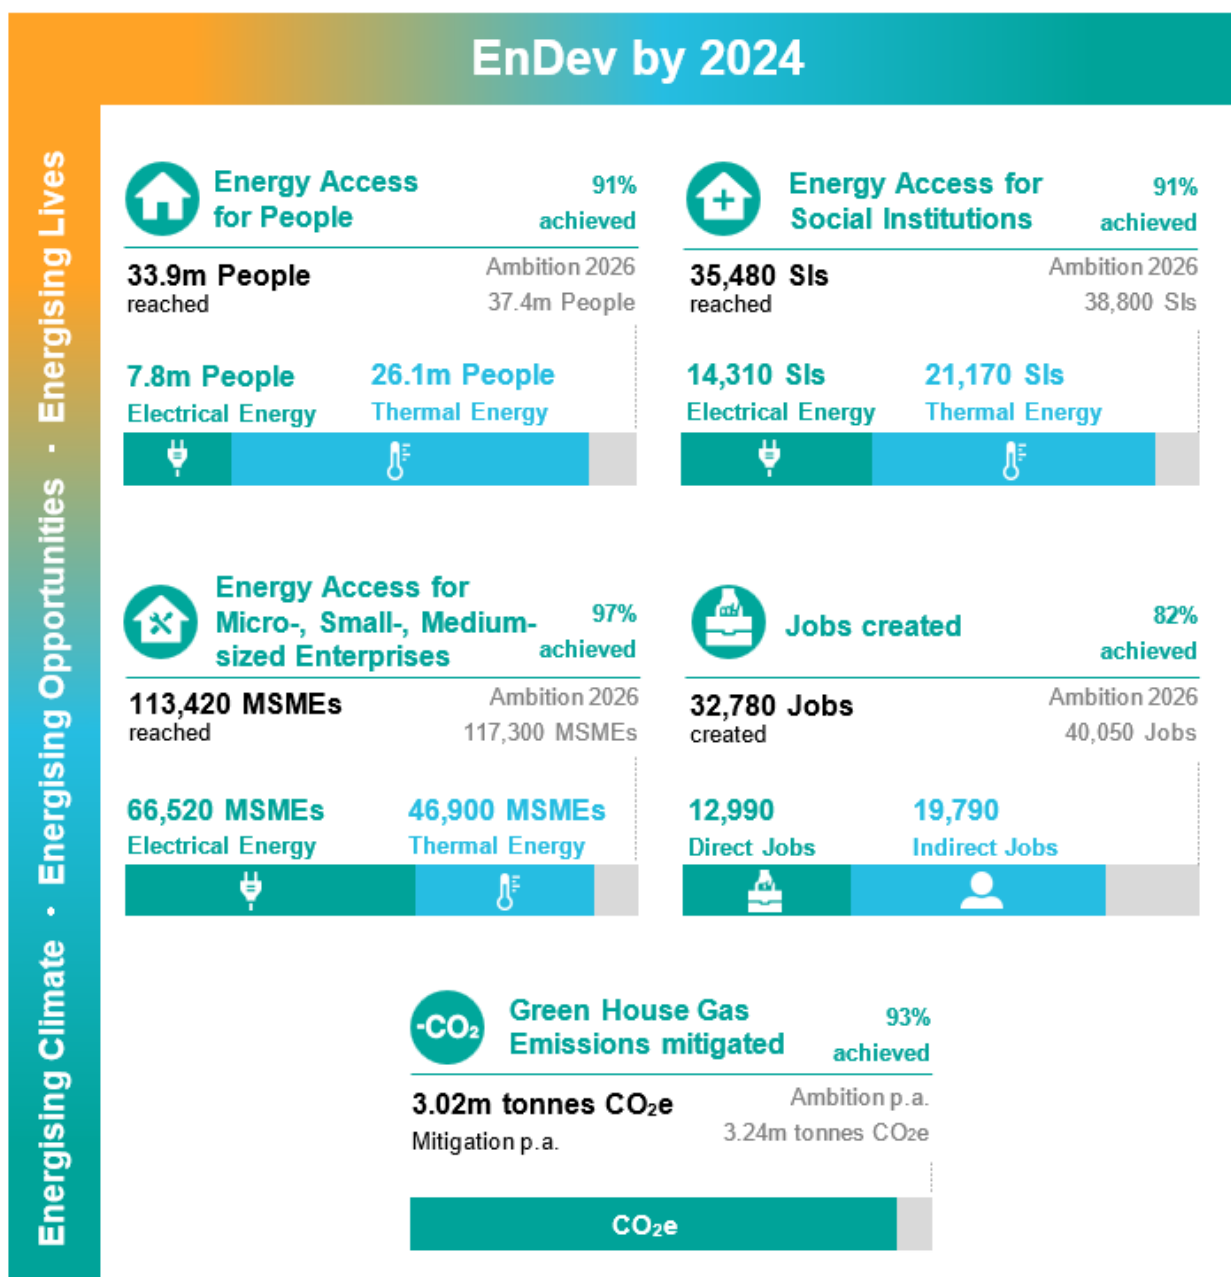 EnDev by 2024
Energising Climate · Energising Opportunities · Energising Lives
Energy Access
for People
91%
achieved
33.9m People
reached
Ambition 2026
37.4m People
7.8m People
Electrical Energy
26.1m People
Thermal Energy
Energy Access for
Social Institutions
91%
achieved
35,480 SIs
reached
Ambition 2026
38,800 SIs
14,310 SIs
Electrical Energy
21,170 SIs
Thermal Energy
Energy Access for
Micro-, Small-, Medium-
sized Enterprises
97%
achieved
113,420 MSMEs
reached
Ambition 2026
117,300 MSMEs
66,520 MSMEs
Electrical Energy
46,900 MSMEs
Thermal Energy
Jobs created
82%
achieved
32,780 Jobs
created
Ambition 2026
40,050 Jobs
12,990
Direct Jobs
19,790
Indirect Jobs
-CO₂
Green House Gas
Emissions mitigated
93%
achieved
3.02m tonnes CO₂e
Mitigation p.a.
Ambition p.a.
3.24m tonnes CO₂e
CO₂e